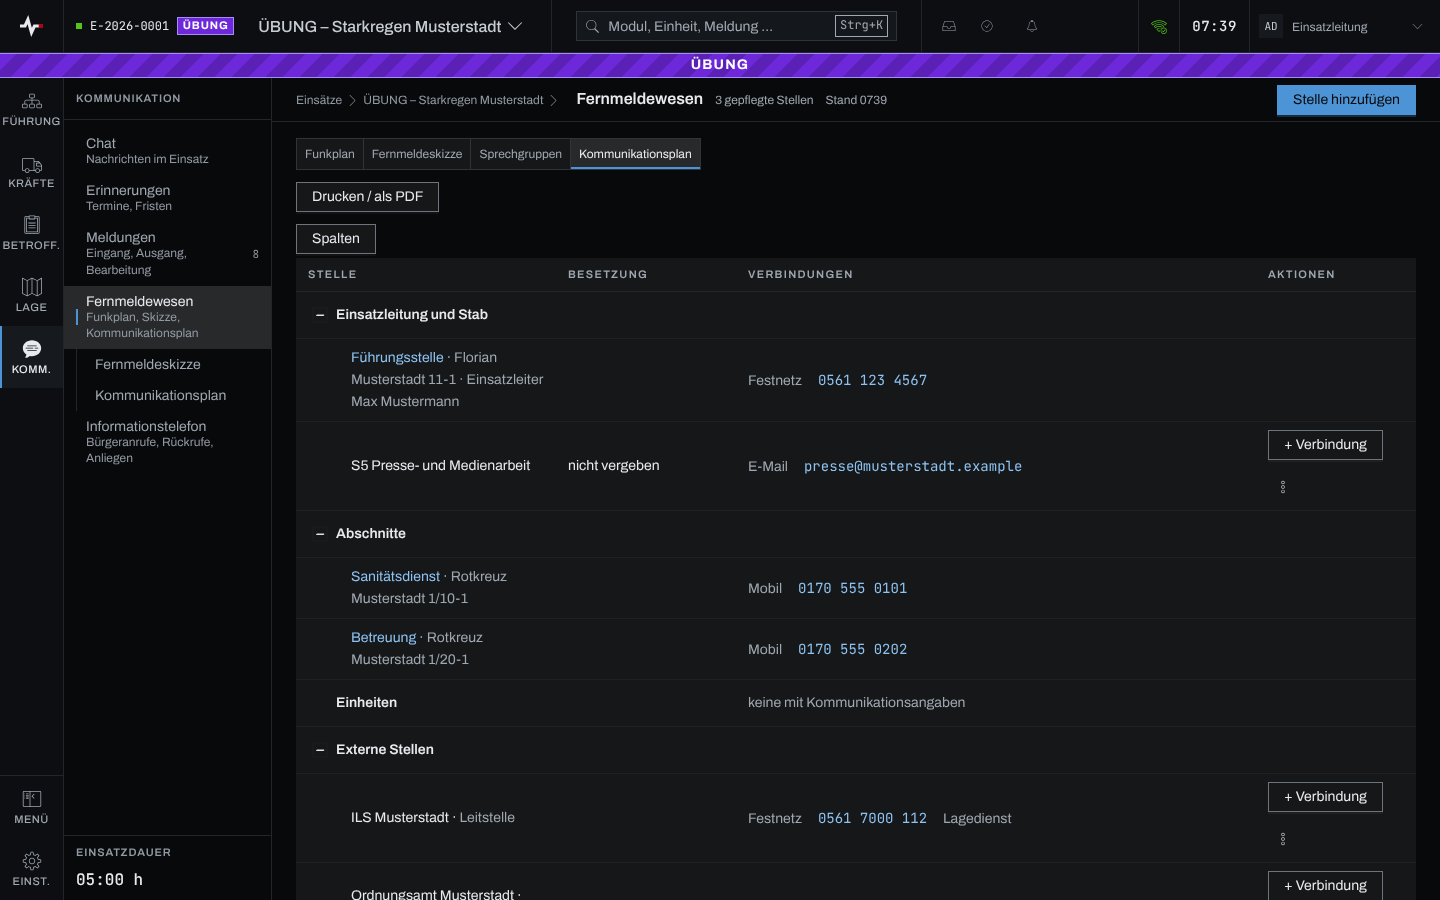 E-2026-0001 ÜBUNG ÜBUNG – Starkregen Musterstadt
Modul, Einheit, Meldung ... Strg+K
07:39 AD Einsatzleitung
ÜBUNG
FÜHRUNG
KRÄFTE
BETROFF.
LAGE
KOMM.
MENÜ
EINST.
KOMMUNIKATION
Chat
Nachrichten im Einsatz
Erinnerungen
Termine, Fristen
Meldungen
Eingang, Ausgang,
Bearbeitung
8
Fernmeldewesen
Funkplan, Skizze,
Kommunikationsplan
Fernmeldeskizze
Kommunikationsplan
Informationstelefon
Bürgeranrufe, Rückrufe,
Anliegen
EINSATZDAUER
05:00 h
Einsätze ÜBUNG – Starkregen Musterstadt Fernmeldewesen 3 gepflegte Stellen Stand 0739
Stelle hinzufügen
Funkplan Fernmeldeskizze Sprechgruppen Kommunikationsplan
Drucken / als PDF
Spalten
STELLE BESETZUNG VERBINDUNGEN AKTIONEN
– Einsatzleitung und Stab
Führungsstelle · Florian
Musterstadt 11-1 · Einsatzleiter
Max Mustermann
Festnetz 0561 123 4567
S5 Presse- und Medienarbeit nicht vergeben E-Mail presse@musterstadt.example
+ Verbindung
– Abschnitte
Sanitätsdienst · Rotkreuz
Musterstadt 1/10-1
Mobil 0170 555 0101
Betreuung · Rotkreuz
Musterstadt 1/20-1
Mobil 0170 555 0202
Einheiten keine mit Kommunikationsangaben
– Externe Stellen
ILS Musterstadt · Leitstelle Festnetz 0561 7000 112 Lagedienst
+ Verbindung
Ordnungsamt Musterstadt ·
+ Verbindung